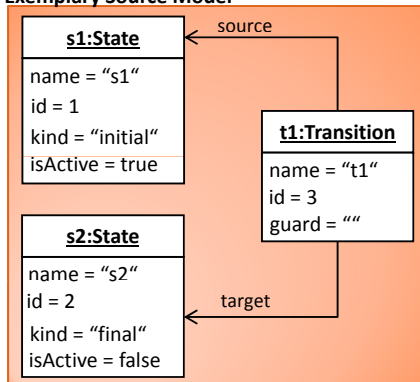 Exemplary Source Model
s1:State
name = “s1“
id = 1
kind = “initial“
isActive = true
source
t1:Transition
name = “t1“
id = 3
guard = ““
s2:State
name = “s2“
id = 2
kind = “final“
isActive = false
target